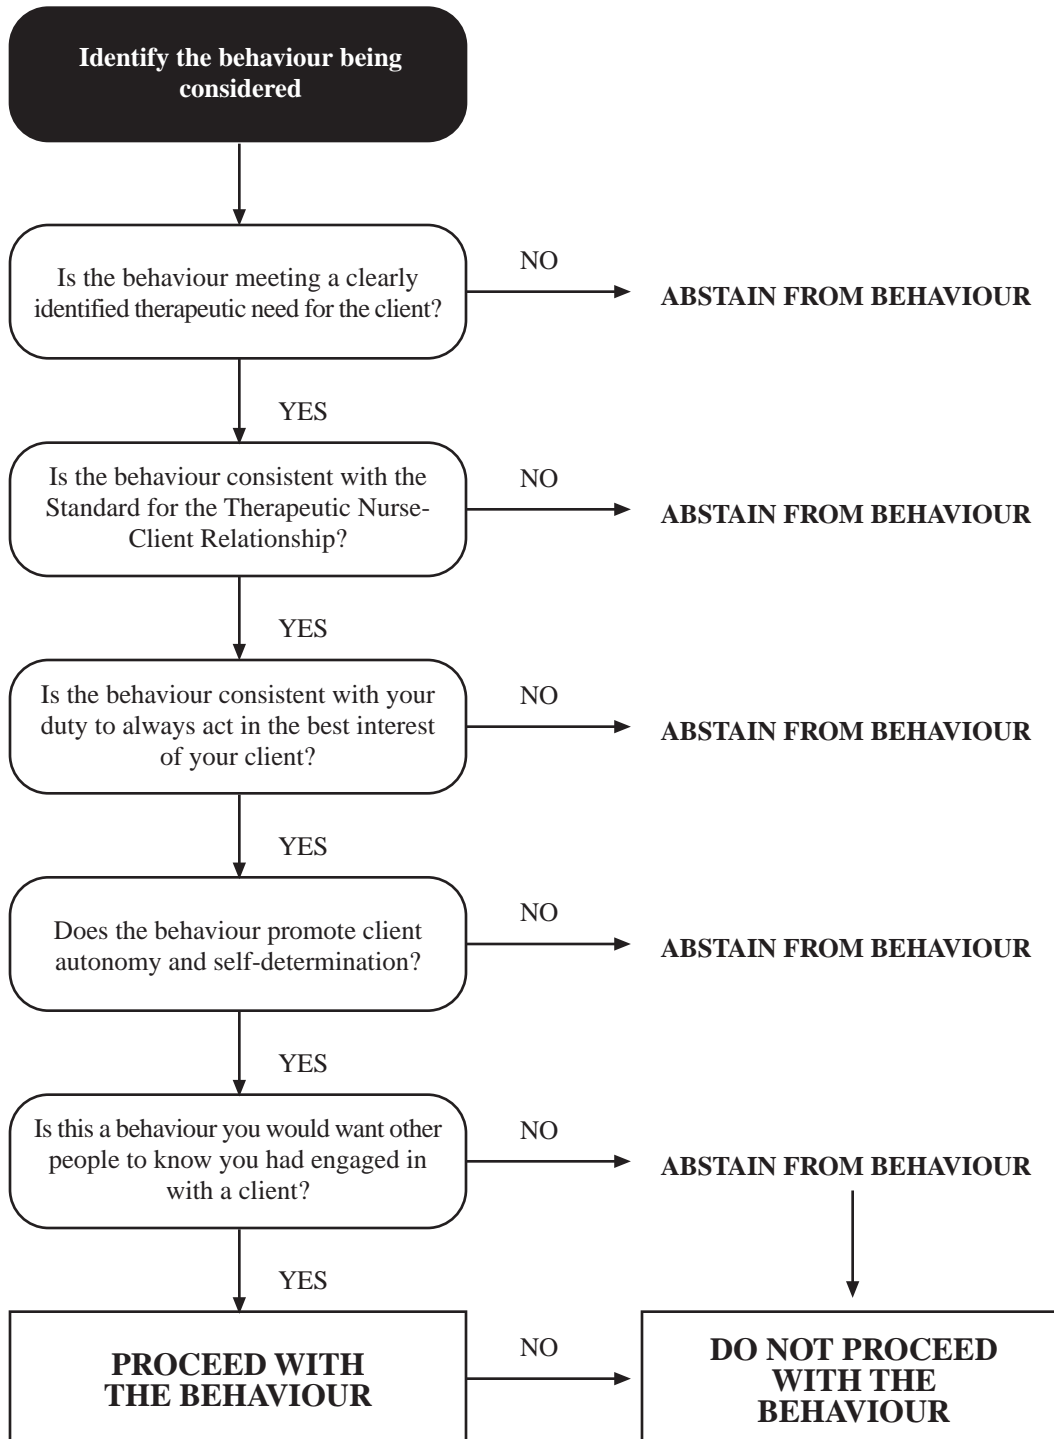 Identify the behaviour being
considered
Is the behaviour meeting a clearly
identified therapeutic need for the client?
NO
ABSTAIN FROM BEHAVIOUR
YES
Is the behaviour consistent with the
Standard for the Therapeutic Nurse-
Client Relationship?
NO
ABSTAIN FROM BEHAVIOUR
YES
Is the behaviour consistent with your
duty to always act in the best interest
of your client?
NO
ABSTAIN FROM BEHAVIOUR
YES
Does the behaviour promote client
autonomy and self-determination?
NO
ABSTAIN FROM BEHAVIOUR
YES
Is this a behaviour you would want other
people to know you had engaged in
with a client?
NO
ABSTAIN FROM BEHAVIOUR
YES
PROCEED WITH
THE BEHAVIOUR
NO
DO NOT PROCEED
WITH THE
BEHAVIOUR